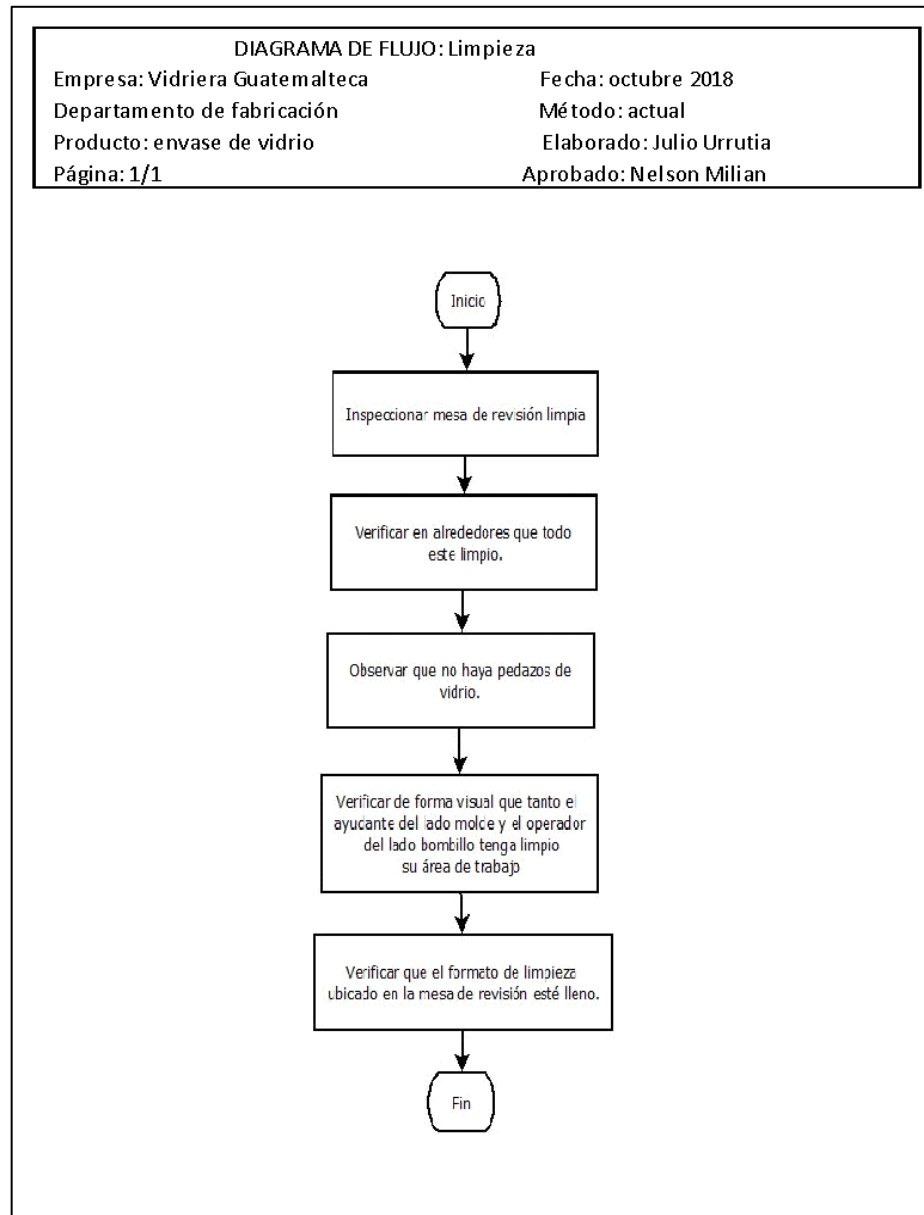 DIAGRAMA DE FLUJO: Limpieza
Empresa: Vidriera Guatemalteca Fecha: octubre 2018
Departamento de fabricación Método: actual
Producto: envase de vidrio Elaborado: Julio Urrutia
Página: 1/1 Aprobado: Nelson Milian
Inicio
Inspeccionar mesa de revisión limpia
Verificar en alrededores que todo
este limpio.
Observar que no haya pedazos de
vidrio.
Verificar de forma visual que tanto el
ayudante del lado molde y el operador
del lado bombillo tenga limpio
su área de trabajo
Verificar que el formato de limpieza
ubicado en la mesa de revisión esté lleno.
Fin